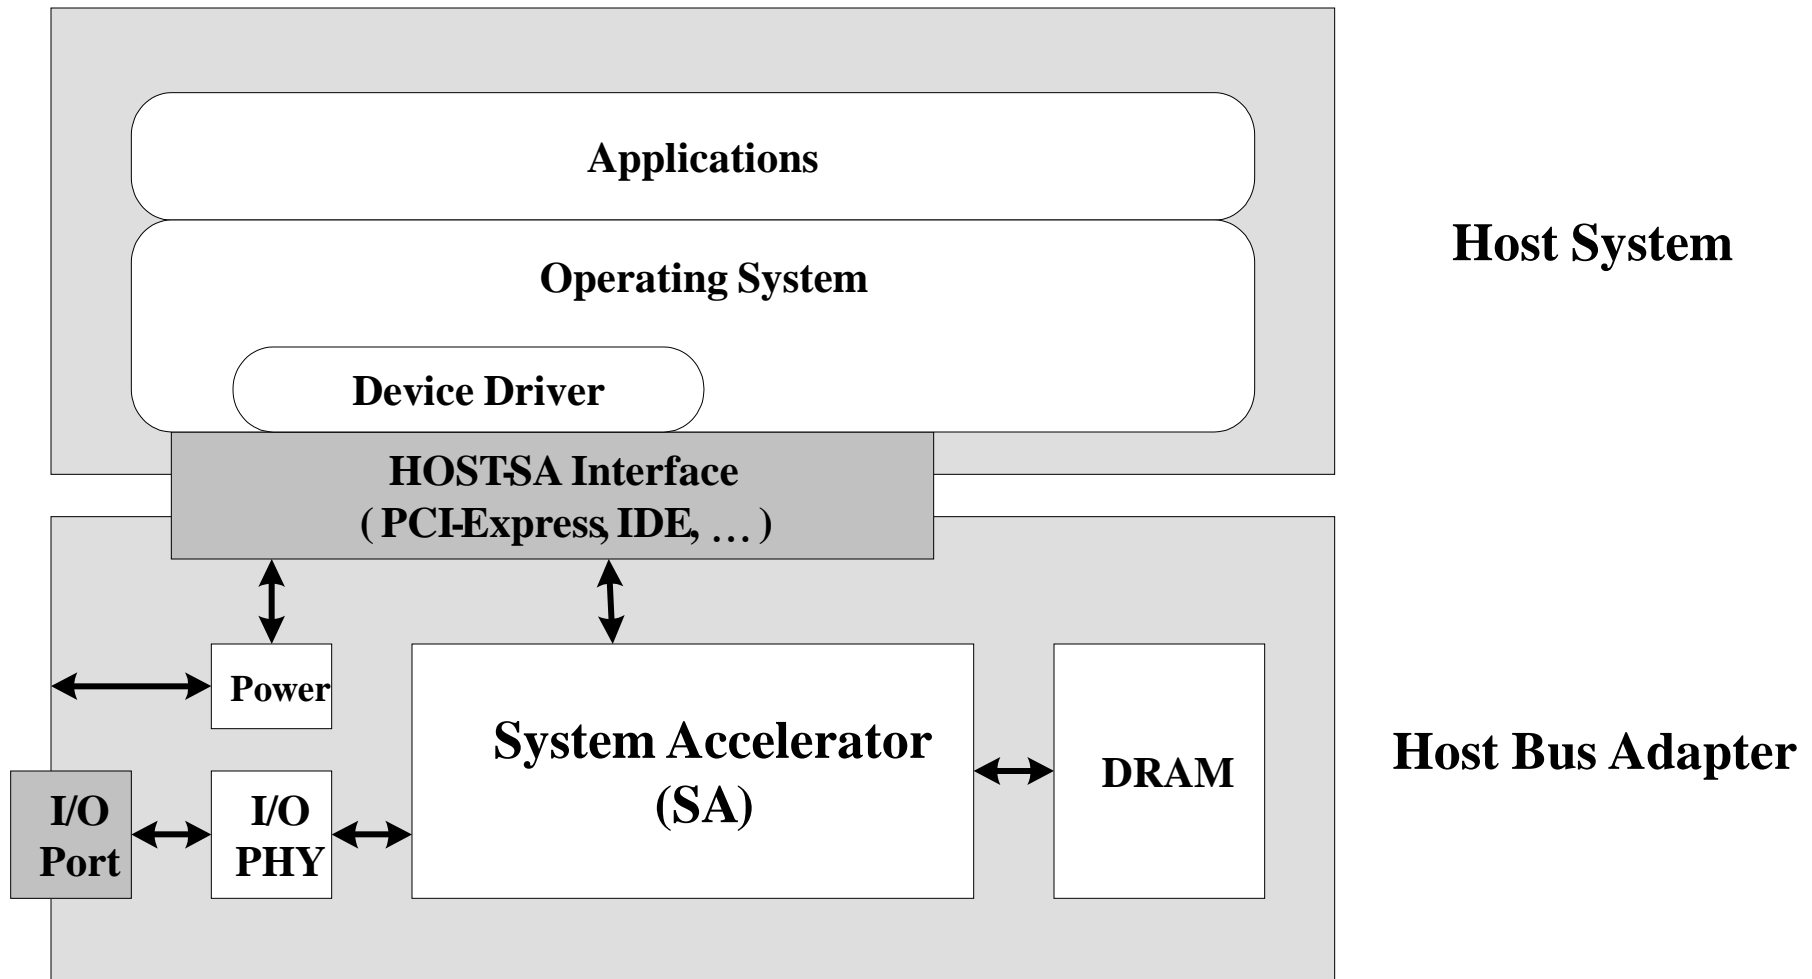 Applications
Host System
Operating System
Device Driver
HOST-SA Interface
( PCI-Express, IDE, … )
Power
System Accelerator
(SA)
Host Bus Adapter
DRAM
I/O
Port
I/O
PHY